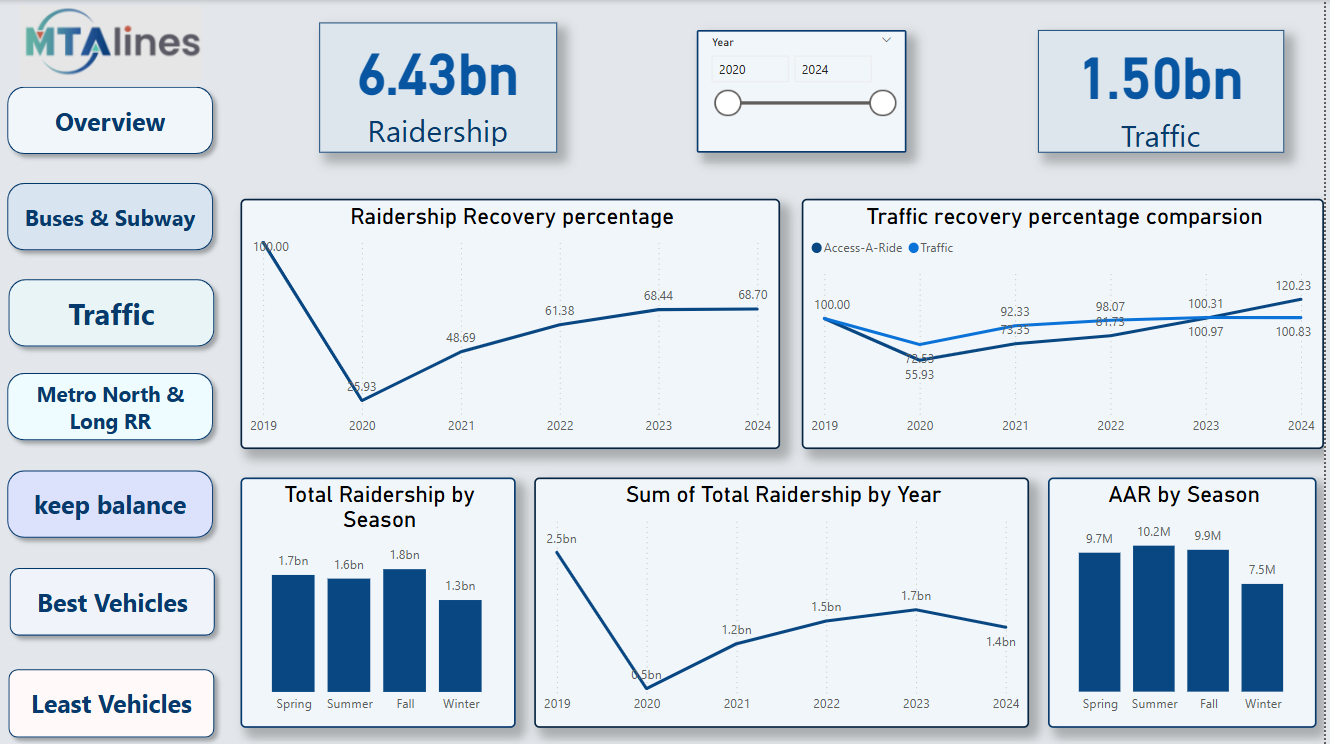 MTAlines
Overview
Buses & Subway
Traffic
Metro North &
Long RR
keep balance
Best Vehicles
Least Vehicles
6.43bn
Raidership
Year
2020 2024
1.50bn
Traffic
Raidership Recovery percentage
100.00
25.93
48.69
61.38
68.44
68.70
2019 2020 2021 2022 2023 2024
Traffic recovery percentage comparsion
Access-A-Ride Traffic
100.00
72.53
55.93
92.33
73.35
98.07
81.73
100.31
100.97
120.23
100.83
2019 2020 2021 2022 2023 2024
Total Raidership by
Season
1.7bn
1.6bn
1.8bn
1.3bn
Spring Summer Fall Winter
Sum of Total Raidership by Year
2.5bn
0.5bn
1.2bn
1.5bn
1.7bn
1.4bn
2019 2020 2021 2022 2023 2024
AAR by Season
9.7M
10.2M
9.9M
7.5M
Spring Summer Fall Winter